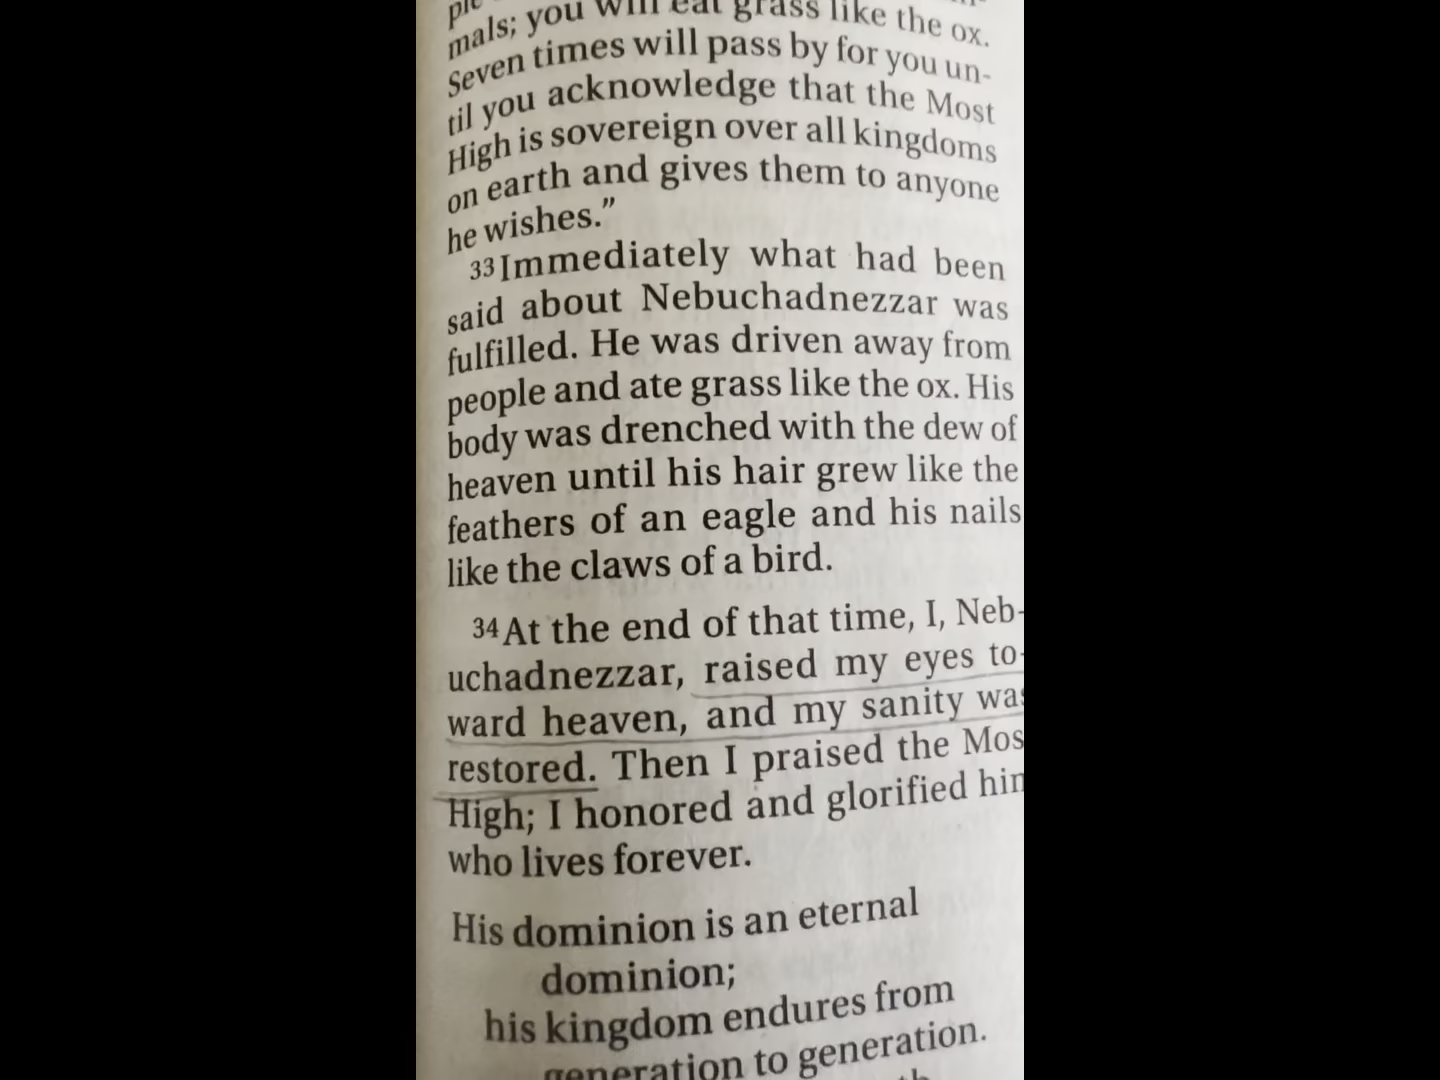 mals; you will eat grass like the ox.
Seven times will pass by for you un-
til you acknowledge that the Most
High is sovereign over all kingdoms
on earth and gives them to anyone
he wishes.”
33 Immediately what had been
said about Nebuchadnezzar was
fulfilled. He was driven away from
people and ate grass like the ox. His
body was drenched with the dew of
heaven until his hair grew like the
feathers of an eagle and his nails
like the claws of a bird.
34 At the end of that time, I, Neb-
uchadnezzar, raised my eyes to-
ward heaven, and my sanity was
restored. Then I praised the Mos
High; I honored and glorified him
who lives forever.
His dominion is an eternal
dominion;
his kingdom endures from
generation to generation.